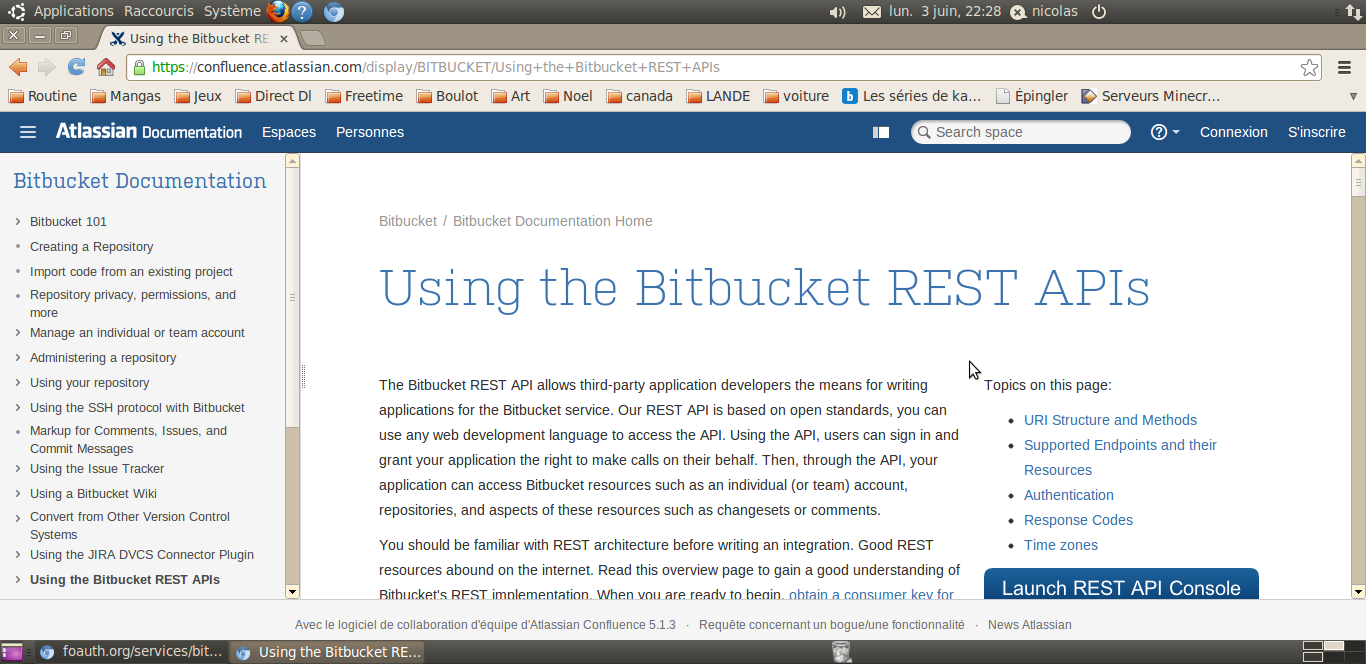 Applications Raccourcis Système
lun. 3 juin, 22:28 nicolas
Using the Bitbucket RE
https://confluence.atlassian.com/display/BITBUCKET/Using+the+Bitbucket+REST+APIs
Routine Mangas Jeux Direct Dl Freetime Boulot Art Noel canada LANDE voiture Les séries de ka... Épingler Serveurs Minecr...
Atlassian Documentation Espaces Personnes Search space Connexion S'inscrire
Bitbucket Documentation
Bitbucket 101
Creating a Repository
Import code from an existing project
Repository privacy, permissions, and
more
Manage an individual or team account
Administering a repository
Using your repository
Using the SSH protocol with Bitbucket
Markup for Comments, Issues, and
Commit Messages
Using the Issue Tracker
Using a Bitbucket Wiki
Convert from Other Version Control
Systems
Using the JIRA DVCS Connector Plugin
Using the Bitbucket REST APIs
Bitbucket / Bitbucket Documentation Home
Using the Bitbucket REST APIs
The Bitbucket REST API allows third-party application developers the means for writing
applications for the Bitbucket service. Our REST API is based on open standards, you can
use any web development language to access the API. Using the API, users can sign in and
grant your application the right to make calls on their behalf. Then, through the API, your
application can access Bitbucket resources such as an individual (or team) account,
repositories, and aspects of these resources such as changesets or comments.
You should be familiar with REST architecture before writing an integration. Good REST
resources abound on the internet. Read this overview page to gain a good understanding of
Bitbucket's REST implementation. When you are ready to begin, obtain a consumer key for
Topics on this page:
URI Structure and Methods
Supported Endpoints and their
Resources
Authentication
Response Codes
Time zones
Launch REST API Console
Avec le logiciel de collaboration d'équipe d'Atlassian Confluence 5.1.3 · Requête concernant un bogue/une fonctionnalité · News Atlassian
foauth.org/services/bit... Using the Bitbucket RE...